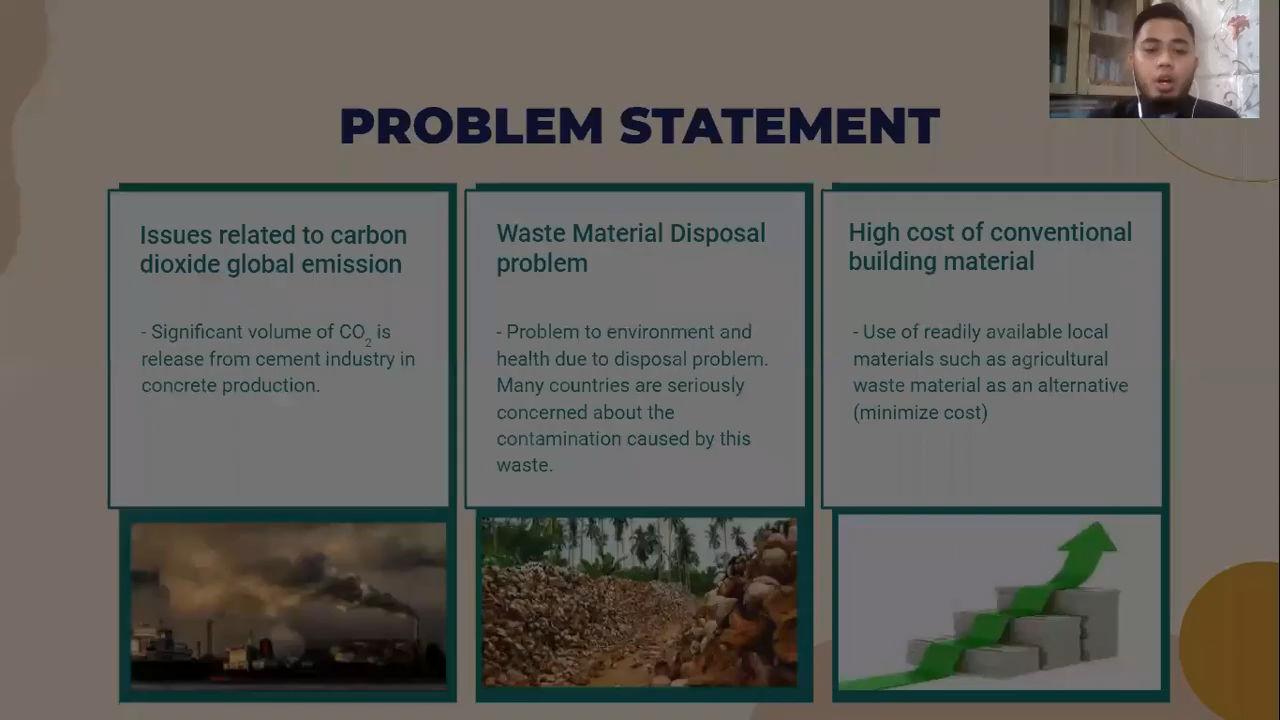 PROBLEM STATEMENT
Issues related to carbon
dioxide global emission
- Significant volume of CO₂ is
release from cement industry in
concrete production.
Waste Material Disposal
problem
- Problem to environment and
health due to disposal problem.
Many countries are seriously
concerned about the
contamination caused by this
waste.
High cost of conventional
building material
- Use of readily available local
materials such as agricultural
waste material as an alternative
(minimize cost)